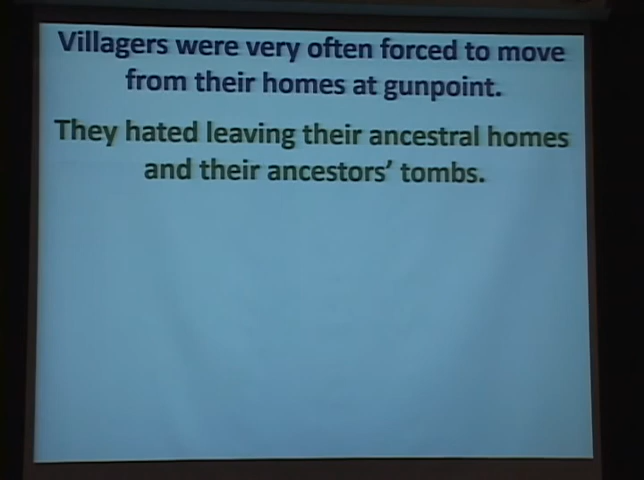 Villagers were very often forced to move
from their homes at gunpoint.
They hated leaving their ancestral homes
and their ancestors’ tombs.